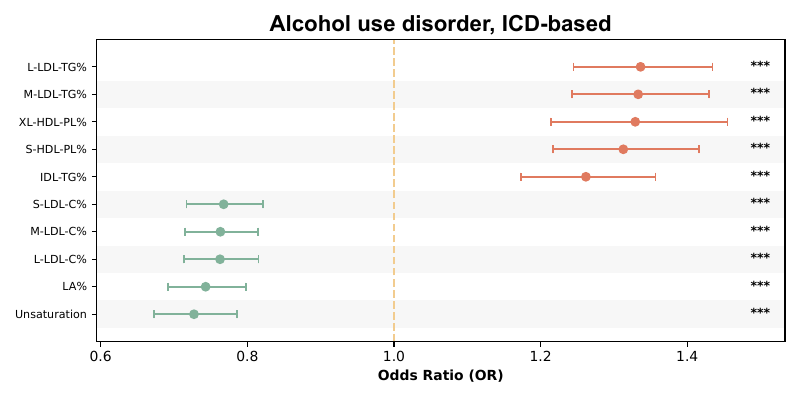 Alcohol use disorder, ICD-based
L-LDL-TG% ***
M-LDL-TG% ***
XL-HDL-PL% ***
S-HDL-PL% ***
IDL-TG% ***
S-LDL-C% ***
M-LDL-C% ***
L-LDL-C% ***
LA% ***
Unsaturation ***
0.6 0.8 1.0 1.2 1.4
Odds Ratio (OR)